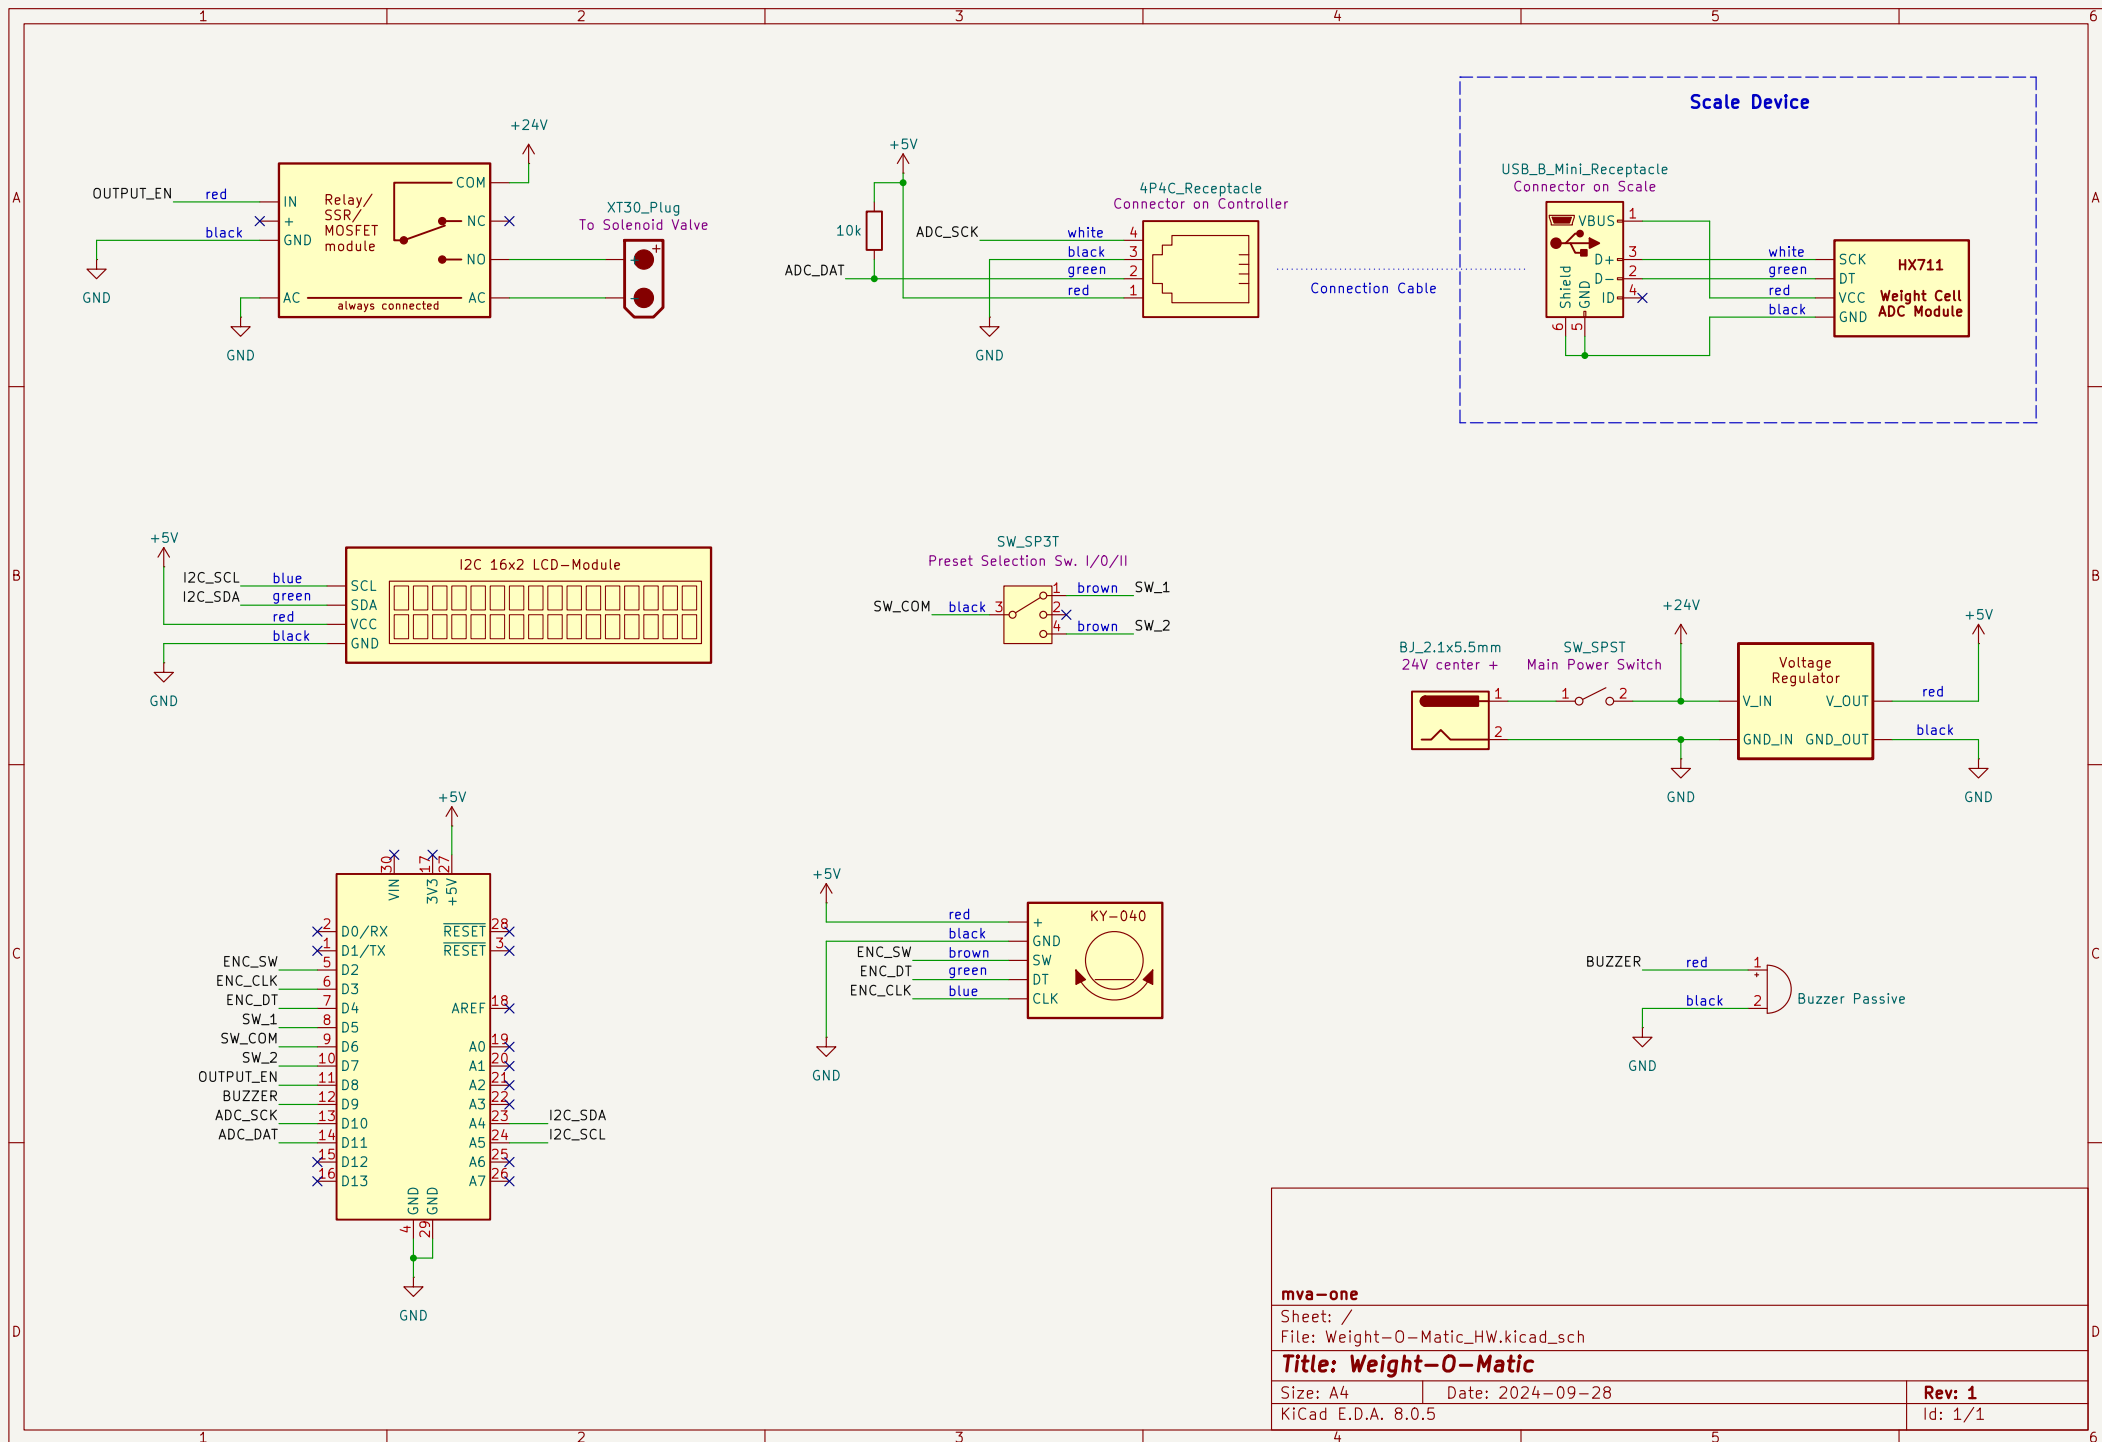 1 2 3 4 5 6
A
B
C
D
A
B
C
D
1 2 3 4 5 6
+24V
OUTPUT_EN
red
black
GND
IN
+
GND
AC
Relay/
SSR/
MOSFET
module
COM
NC
NO
AC
always connected
GND
XT30_Plug
To Solenoid Valve
+
+5V
10k
ADC_SCK
ADC_DAT
white
black
green
red
4
3
2
1
4P4C_Receptacle
Connector on Controller
GND
Connection Cable
Scale Device
USB_B_Mini_Receptacle
Connector on Scale
VBUS
D+
D-
ID
Shield
GND
1
3
2
4
6
5
white
green
red
black
SCK
DT
VCC
GND
HX711
Weight Cell
ADC Module
+5V
I2C_SCL
I2C_SDA
blue
green
red
black
GND
I2C 16x2 LCD-Module
SCL
SDA
VCC
GND
SW_SP3T
Preset Selection Sw. I/0/II
SW_COM
black
3
1
2
4
brown
SW_1
brown
SW_2
BJ_2.1x5.5mm
24V center +
1
2
SW_SPST
Main Power Switch
1
2
+24V
GND
Voltage
Regulator
V_IN
V_OUT
GND_IN
GND_OUT
red
black
+5V
GND
+5V
30
17
27
VIN
3V3
+5V
2 D0/RX
1 D1/TX
ENC_SW 5 D2
ENC_CLK 6 D3
ENC_DT 7 D4
SW_1 8 D5
SW_COM 9 D6
SW_2 10 D7
OUTPUT_EN 11 D8
BUZZER 12 D9
ADC_SCK 13 D10
ADC_DAT 14 D11
15 D12
16 D13
RESET 28
RESET 3
AREF 18
A0 19
A1 20
A2 21
A3 22
A4 23 I2C_SDA
A5 24 I2C_SCL
A6 25
A7 26
GND
GND
4
29
GND
+5V
red
black
ENC_SW brown
ENC_DT green
ENC_CLK blue
GND
KY-040
+
GND
SW
DT
CLK
BUZZER
red
black
1
+
2
Buzzer Passive
GND
mva-one
Sheet: /
File: Weight-O-Matic_HW.kicad_sch
Title: Weight-O-Matic
Size: A4 Date: 2024-09-28 Rev: 1
KiCad E.D.A. 8.0.5 Id: 1/1